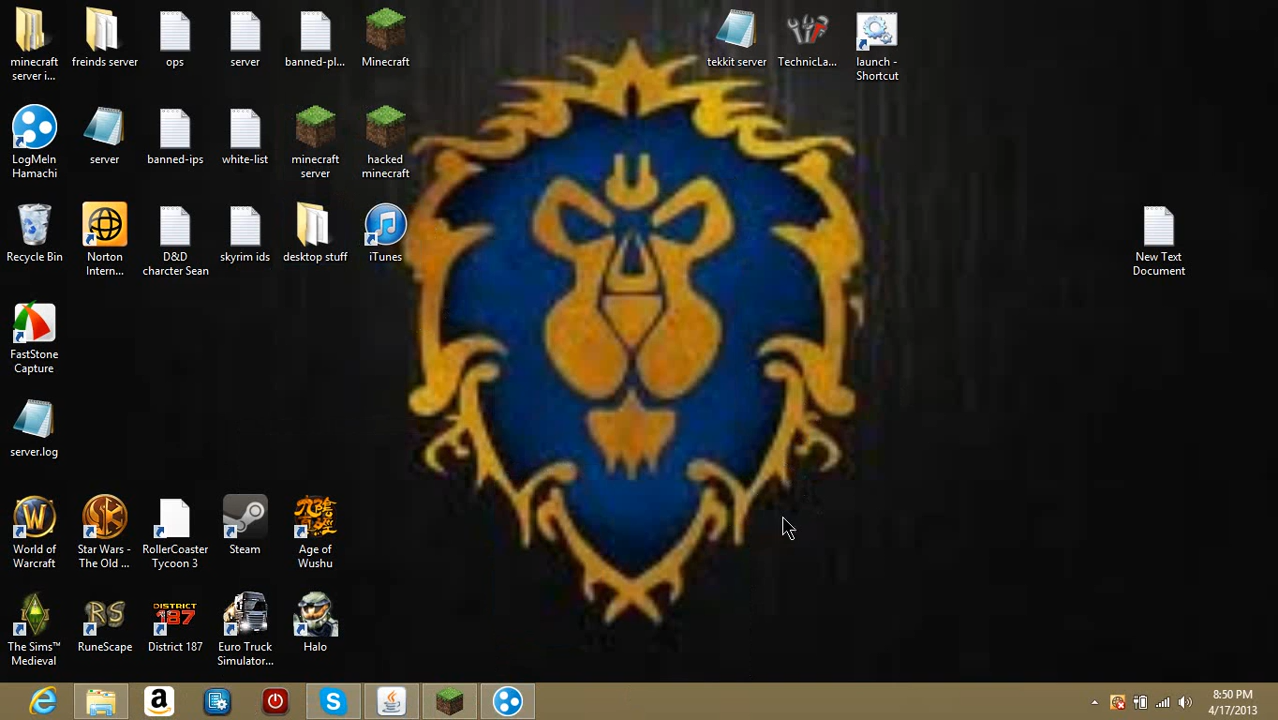 minecraft
server i...
freinds server
ops
server
banned-pl...
Minecraft
tekkit server
TechnicLa...
launch -
Shortcut
LogMeIn
Hamachi
server
banned-ips
white-list
minecraft
server
hacked
minecraft
Recycle Bin
Norton
Intern...
D&D
charcter Sean
skyrim ids
desktop stuff
iTunes
New Text
Document
FastStone
Capture
server.log
World of
Warcraft
Star Wars -
The Old ...
RollerCoaster
Tycoon 3
Steam
Age of
Wushu
RS
DISTRICT
187
The Sims™
Medieval
RuneScape
District 187
Euro Truck
Simulator...
Halo
8:50 PM
4/17/2013